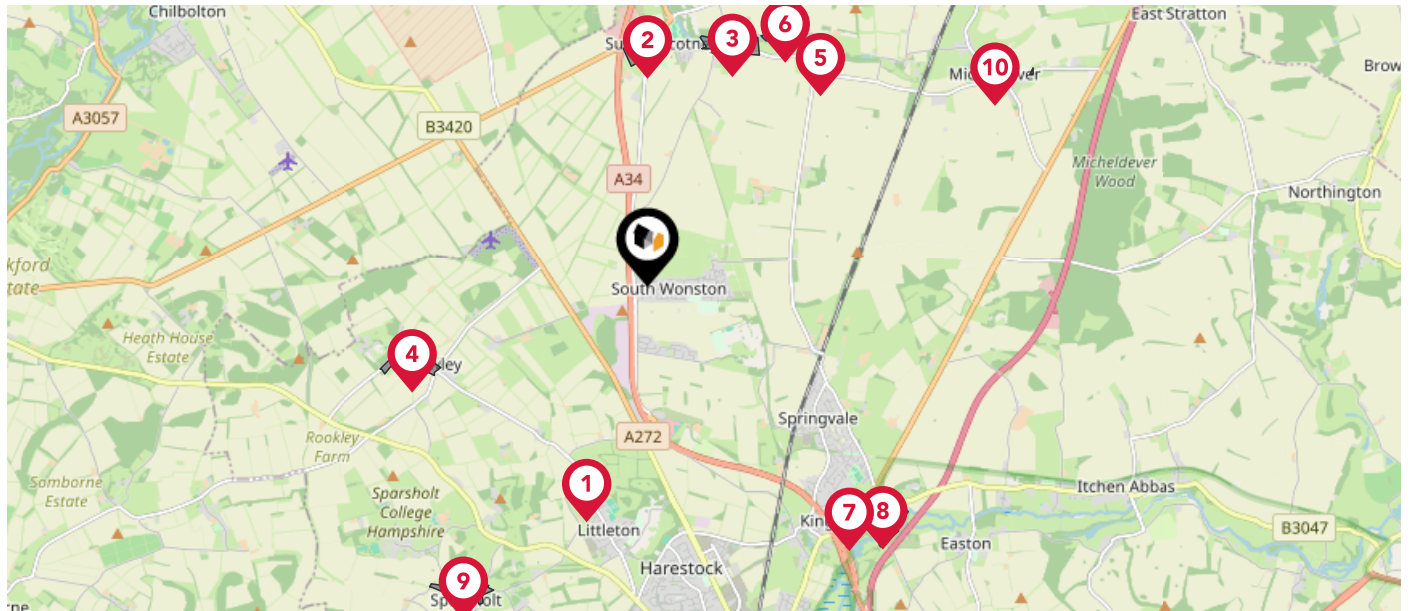 Chilbolton
6
East Stratton
2
3
5
10
Brow
A3057
B3420
Micheldever
Wood
A34
Northington
South Wonston
Heath House
Estate
4
ley
Springvale
A272
Rookley
Farm
1
Samborne
Estate
Sparsholt
College
Hampshire
Itchen Abbas
7
8
B3047
Littleton
Easton
Harestock
9